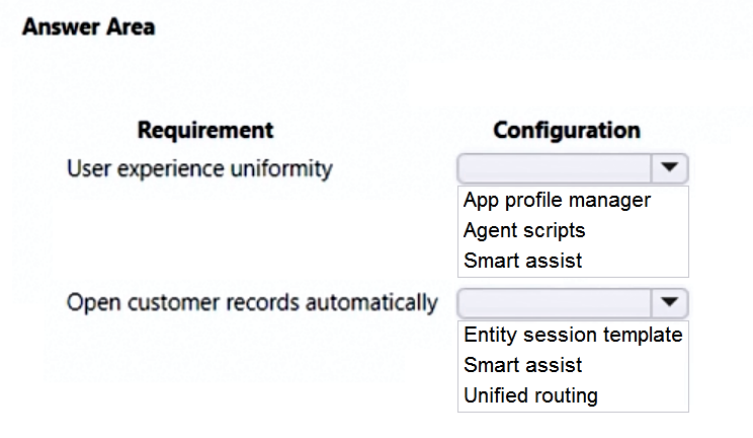 Answer Area
Requirement Configuration
User experience uniformity
App profile manager
Agent scripts
Smart assist
Open customer records automatically
Entity session template
Smart assist
Unified routing